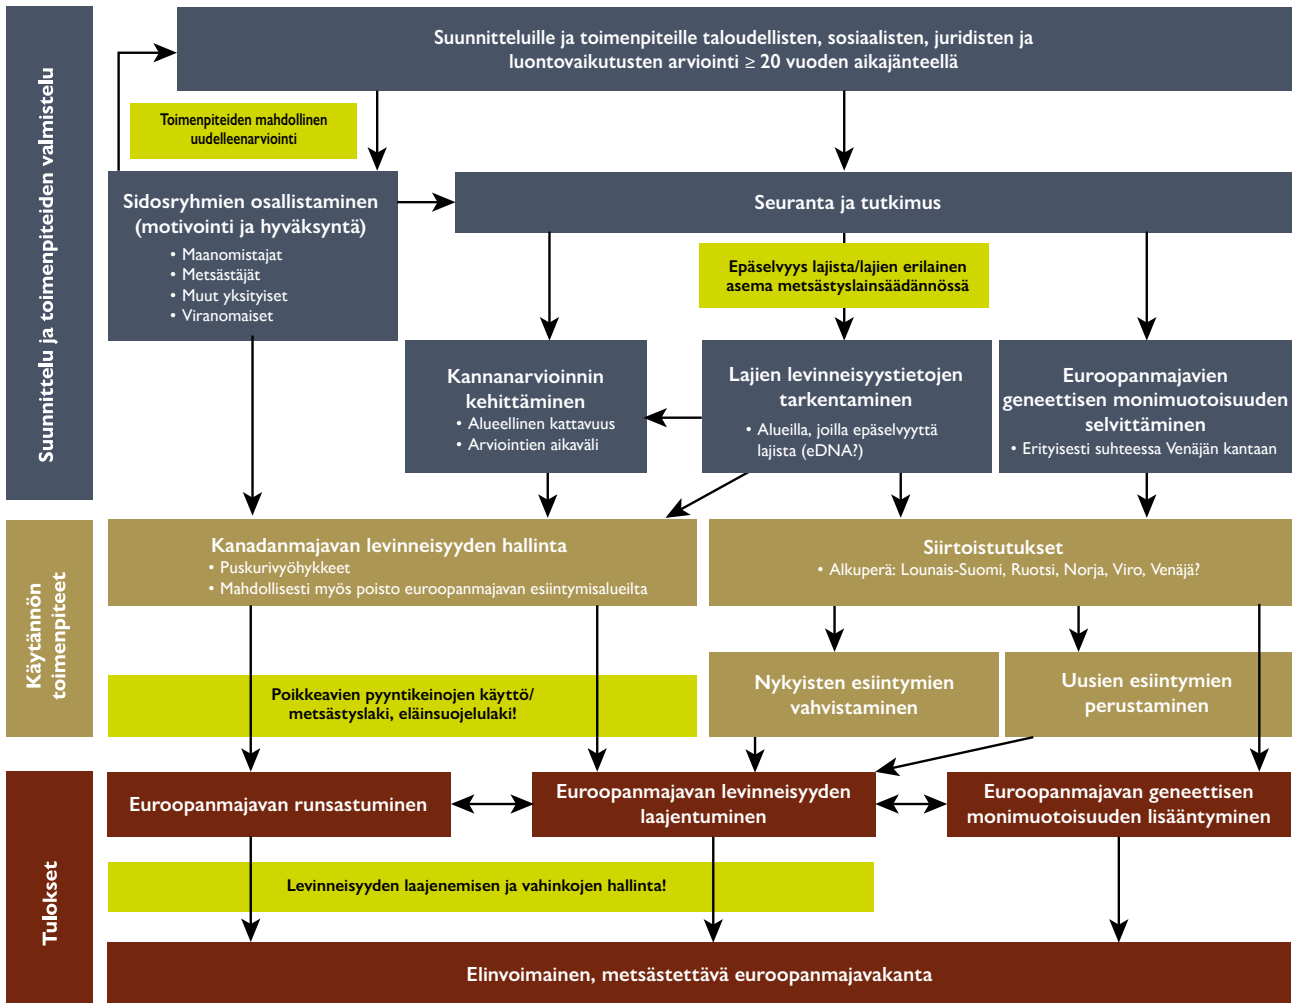 Suunnittelu ja toimenpiteiden valmistelu
Suunnitteluille ja toimenpiteille taloudellisten, sosiaalisten, juridisten ja
luontovaikutusten arviointi ≥ 20 vuoden aikajänteellä
Toimenpiteiden mahdollinen
uudelleenarviointi
Sidosryhmien osallistaminen
(motivointi ja hyväksyntä)
• Maanomistajat
• Metsästäjät
• Muut yksityiset
• Viranomaiset
Seuranta ja tutkimus
Epäselvyys lajista/lajien erilainen
asema metsästyslainsäädännössä
Kannanarvioinnin
kehittäminen
• Alueellinen kattavuus
• Arviointien aikaväli
Lajien levinneisyystietojen
tarkentaminen
• Alueilla, joilla epäselvyyttä
lajista (eDNA?)
Euroopanmajavien
geneettisen monimuotoisuuden
selvittäminen
• Erityisesti suhteessa Venäjän kantaan
Käytännön
toimenpiteet
Kanadanmajavan levinneisyyden hallinta
• Puskurivyöhykkeet
• Mahdollisesti myös poisto euroopanmajavan esiintymisalueilta
Siirtoistutukset
• Alkuperä: Lounais-Suomi, Ruotsi, Norja, Viro, Venäjä?
Poikkeavien pyyntikeinojen käyttö/
metsästyslaki, eläinsuojelulaki!
Nykyisten esiintymien
vahvistaminen
Uusien esiintymien
perustaminen
Tulokset
Euroopanmajavan runsastuminen
Euroopanmajavan levinneisyyden
laajentuminen
Euroopanmajavan geneettisen
monimuotoisuuden lisääntyminen
Levinneisyyden laajenemisen ja vahinkojen hallinta!
Elinvoimainen, metsästettävä euroopanmajavakanta